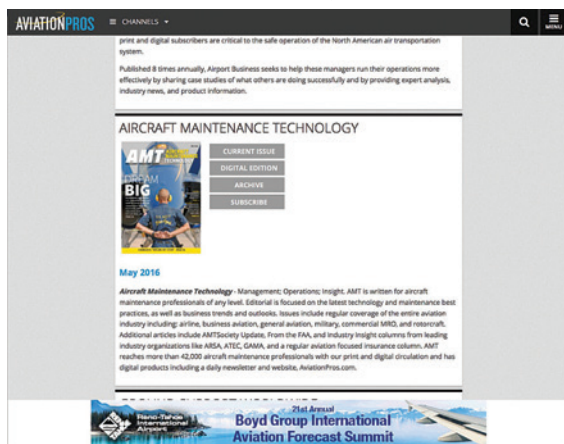 AVIATIONPROS
CHANNELS
MENU
print and digital subscribers are critical to the safe operation of the North American air transportation
system.
Published 8 times annually, Airport Business seeks to help these managers run their operations more
effectively by sharing case studies of what others are doing successfully and by providing expert analysis,
industry news, and product information.
AIRCRAFT MAINTENANCE TECHNOLOGY
AMT
AIRCRAFT
MAINTENANCE
TECHNOLOGY
DREAM
BIG
CURRENT ISSUE
DIGITAL EDITION
ARCHIVE
SUBSCRIBE
May 2016
Aircraft Maintenance Technology - Management; Operations; Insight. AMT is written for aircraft
maintenance professionals of any level. Editorial is focused on the latest technology and maintenance best
practices, as well as business trends and outlooks. Issues include regular coverage of the entire aviation
industry including: airline, business aviation, general aviation, military, commercial MRO, and rotorcraft.
Additional articles include AMTSociety Update, From the FAA, and Industry Insight columns from leading
industry organizations like ARSA, ATEC, GAMA, and a regular aviation focused insurance column. AMT
reaches more than 42,000 aircraft maintenance professionals with our print and digital circulation and has
digital products including a daily newsletter and website, AviationPros.com.
Reno-Tahoe
International
Airport
21st Annual
Boyd Group International
Aviation Forecast Summit